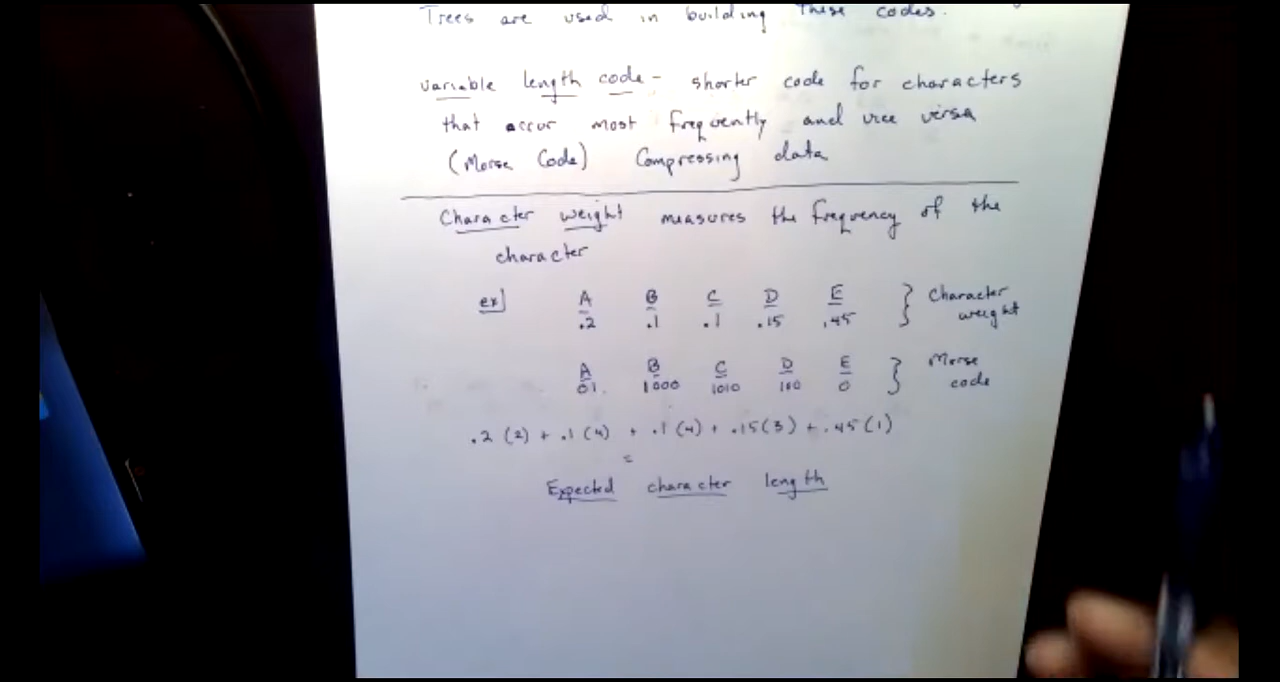 Trees are used in building these codes.
variable length code - shorter code for characters
that occur most frequently and vice versa
(Morse Code) Compressing data
Character weight measures the frequency of the
character
ex] A B C D E } Character
.2 .1 .1 .15 .45 weight
A B C D E } Morse
01. 1000 1010 100 0 code
.2 (2) + .1 (4) + .1 (4) + .15(3) + .45(1)
=
Expected character length